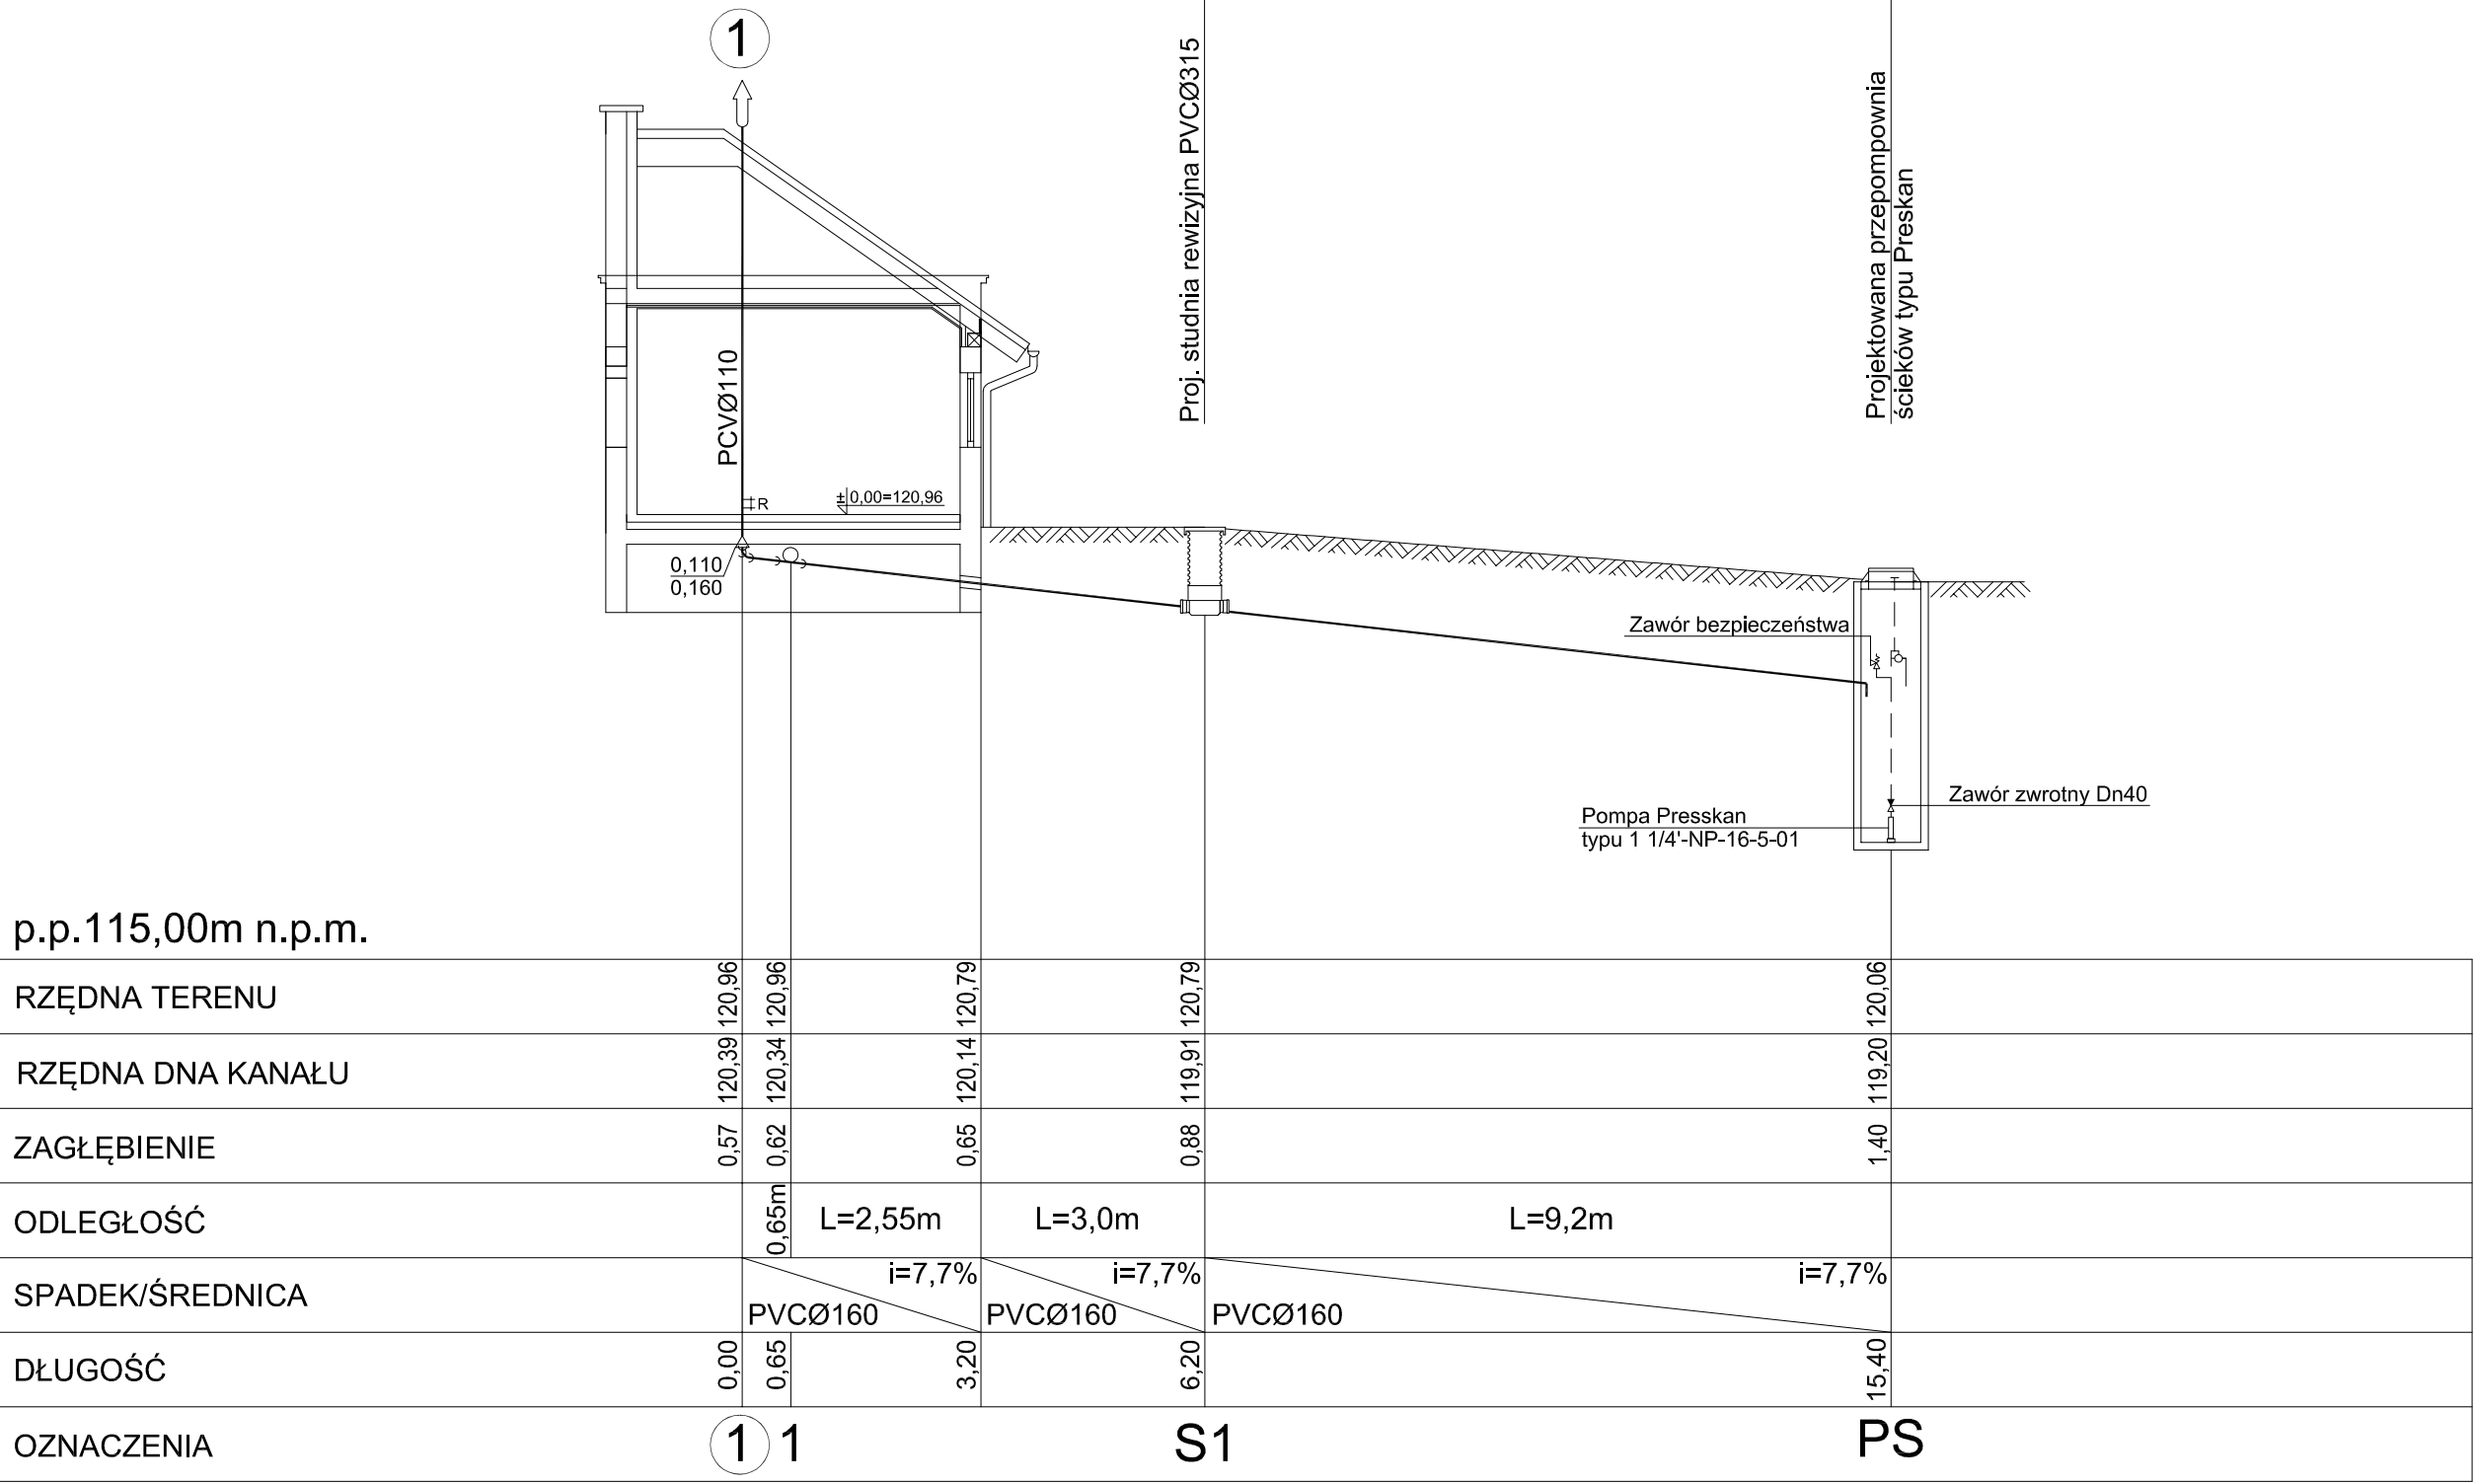 1
Proj. studnia rewizyjna PVCØ315
Projektowana przepompownia
ścieków typu Preskan
PCVØ110
R
±0,00=120,96
0,110
0,160
Zawór bezpieczeństwa
Zawór zwrotny Dn40
Pompa Presskan
typu 1 1/4'-NP-16-5-01
p.p.115,00m n.p.m.
RZĘDNA TERENU 120,96 120,96 120,79 120,79 120,06
RZĘDNA DNA KANAŁU 120,39 120,34 120,14 119,91 119,20
ZAGŁĘBIENIE 0,57 0,62 0,65 0,88 1,40
ODLEGŁOŚĆ 0,65m L=2,55m L=3,0m L=9,2m
SPADEK/ŚREDNICA PVCØ160 i=7,7% PVCØ160 i=7,7% PVCØ160 i=7,7%
DŁUGOŚĆ 0,00 0,65 3,20 6,20 15,40
OZNACZENIA 1 1 S1 PS